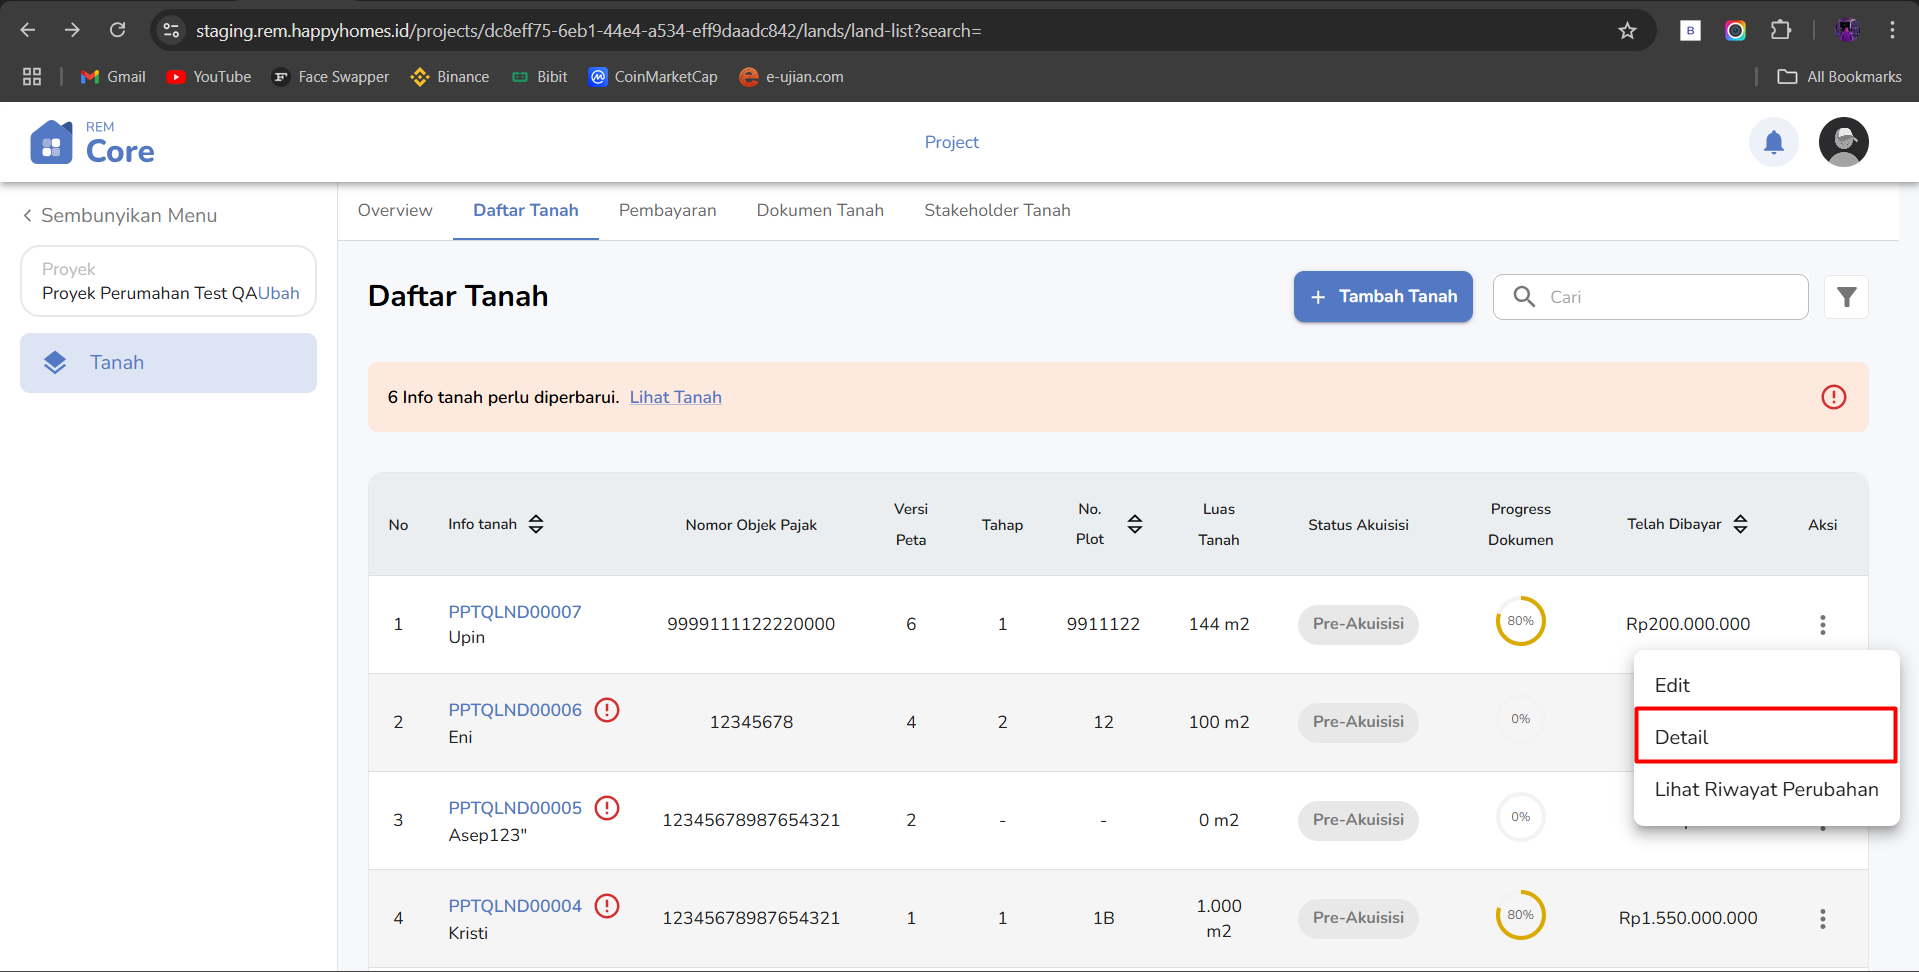 staging.rem.happyhomes.id/projects/dc8eff75-6eb1-44e4-a534-eff9daadc842/lands/land-list?search=
B
Gmail YouTube Face Swapper Binance Bibit CoinMarketCap e-ujian.com All Bookmarks
REM
Core
Project
Sembunyikan Menu
Proyek
Proyek Perumahan Test QA Ubah
Tanah
Overview Daftar Tanah Pembayaran Dokumen Tanah Stakeholder Tanah
Daftar Tanah
+ Tambah Tanah
Cari
6 Info tanah perlu diperbarui. Lihat Tanah
No Info tanah Nomor Objek Pajak Versi Peta Tahap No. Plot Luas Tanah Status Akuisisi Progress Dokumen Telah Dibayar Aksi
1 PPTQLND00007 9999111122220000 6 1 9911122 144 m2 Pre-Akuisisi 80% Rp200.000.000
Upin
2 PPTQLND00006 12345678 4 2 12 100 m2 Pre-Akuisisi 0%
Eni
3 PPTQLND00005 12345678987654321 2 - - 0 m2 Pre-Akuisisi 0%
Asep123"
4 PPTQLND00004 12345678987654321 1 1 1B 1.000 m2 Pre-Akuisisi 80% Rp1.550.000.000
Kristi
Edit
Detail
Lihat Riwayat Perubahan